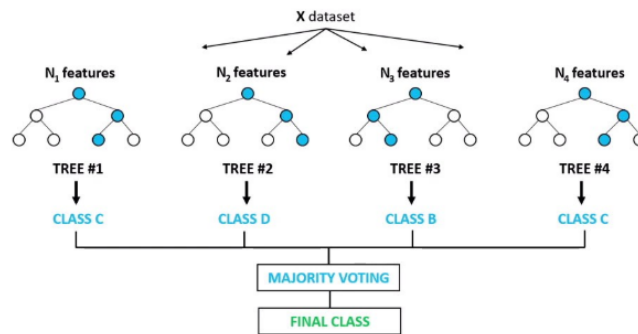 X dataset
N₁ features
N₂ features
N₃ features
N₄ features
TREE #1
TREE #2
TREE #3
TREE #4
CLASS C
CLASS D
CLASS B
CLASS C
MAJORITY VOTING
FINAL CLASS